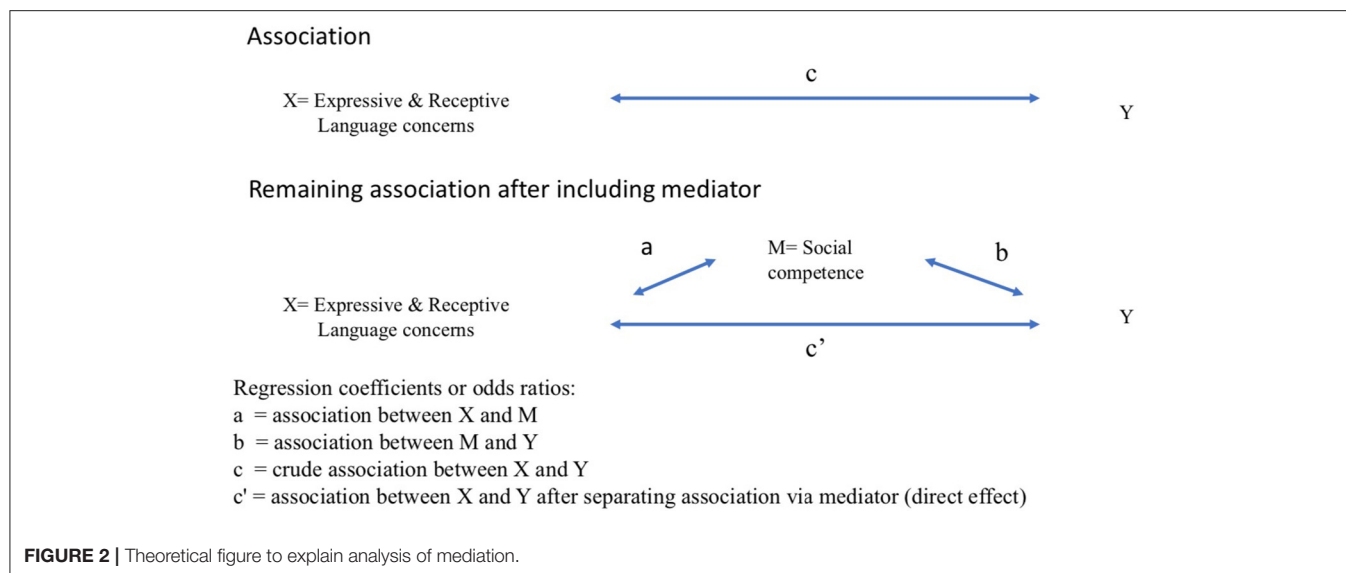 Association
c
X= Expressive & Receptive
Language concerns
Y
Remaining association after including mediator
a
M= Social
competence
b
X= Expressive & Receptive
Language concerns
Y
c’
Regression coefficients or odds ratios:
a = association between X and M
b = association between M and Y
c = crude association between X and Y
c' = association between X and Y after separating association via mediator (direct effect)
FIGURE 2 | Theoretical figure to explain analysis of mediation.